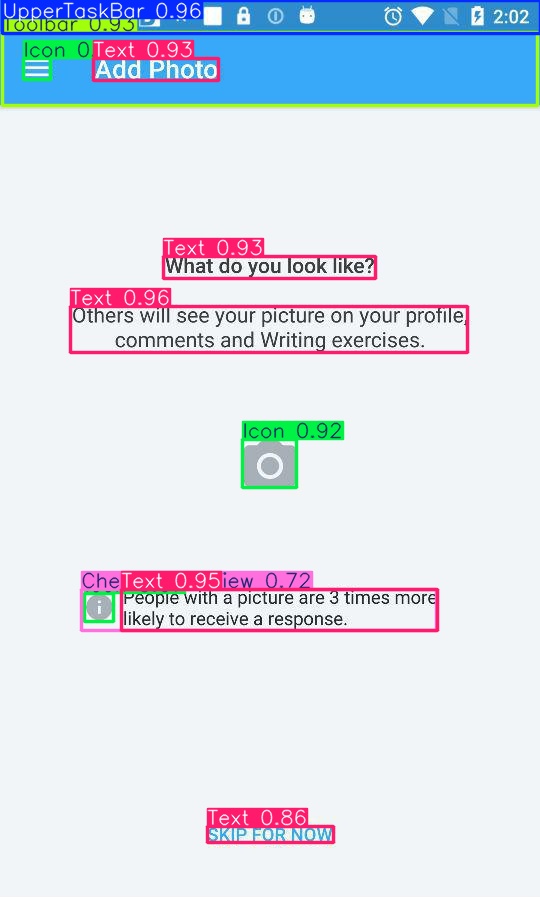 UpperTaskBar 0.96
Toolbar 0.93
2:02
Icon 0
Text 0.93
Add Photo
Text 0.93
What do you look like?
Text 0.96
Others will see your picture on your profile,
comments and Writing exercises.
Icon 0.92
Che Text 0.95 iew 0.72
People with a picture are 3 times more
likely to receive a response.
Text 0.86
SKIP FOR NOW